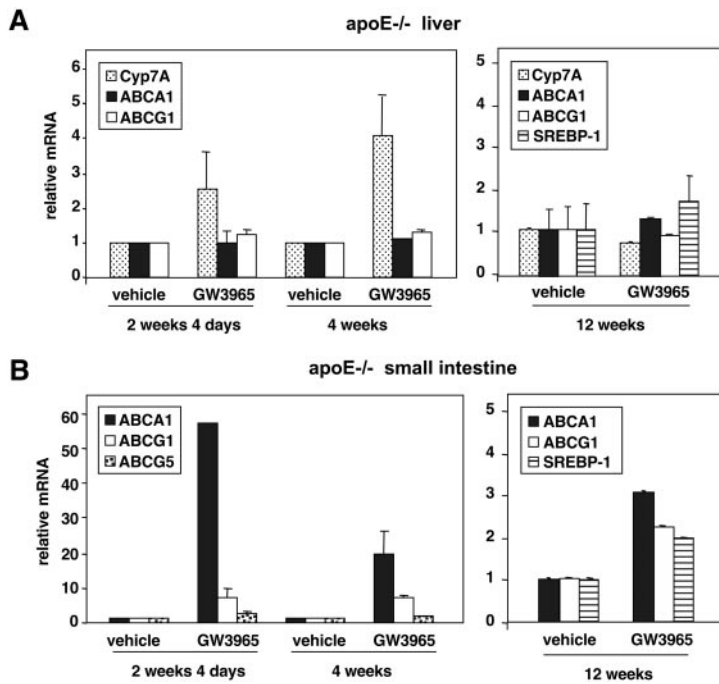 A
apoE-/- liver
relative mRNA
6
5
4
3
2
1
0
Cyp7A
ABCA1
ABCG1
vehicle
GW3965
vehicle
GW3965
2 weeks 4 days
4 weeks
5
4
3
2
1
0
Cyp7A
ABCA1
ABCG1
SREBP-1
vehicle
GW3965
12 weeks
B
apoE-/- small intestine
relative mRNA
60
50
40
30
20
10
0
ABCA1
ABCG1
ABCG5
vehicle
GW3965
vehicle
GW3965
2 weeks 4 days
4 weeks
5
4
3
2
1
0
ABCA1
ABCG1
SREBP-1
vehicle
GW3965
12 weeks